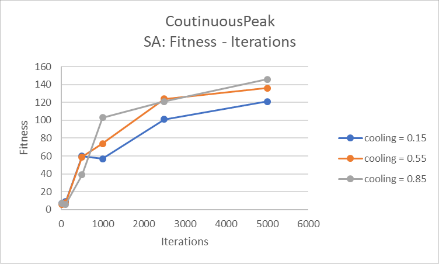 CoutinuousPeak
SA: Fitness - Iterations
160
140
120
100
80
60
40
20
0
Fitness
0 1000 2000 3000 4000 5000 6000
Iterations
cooling = 0.15
cooling = 0.55
cooling = 0.85